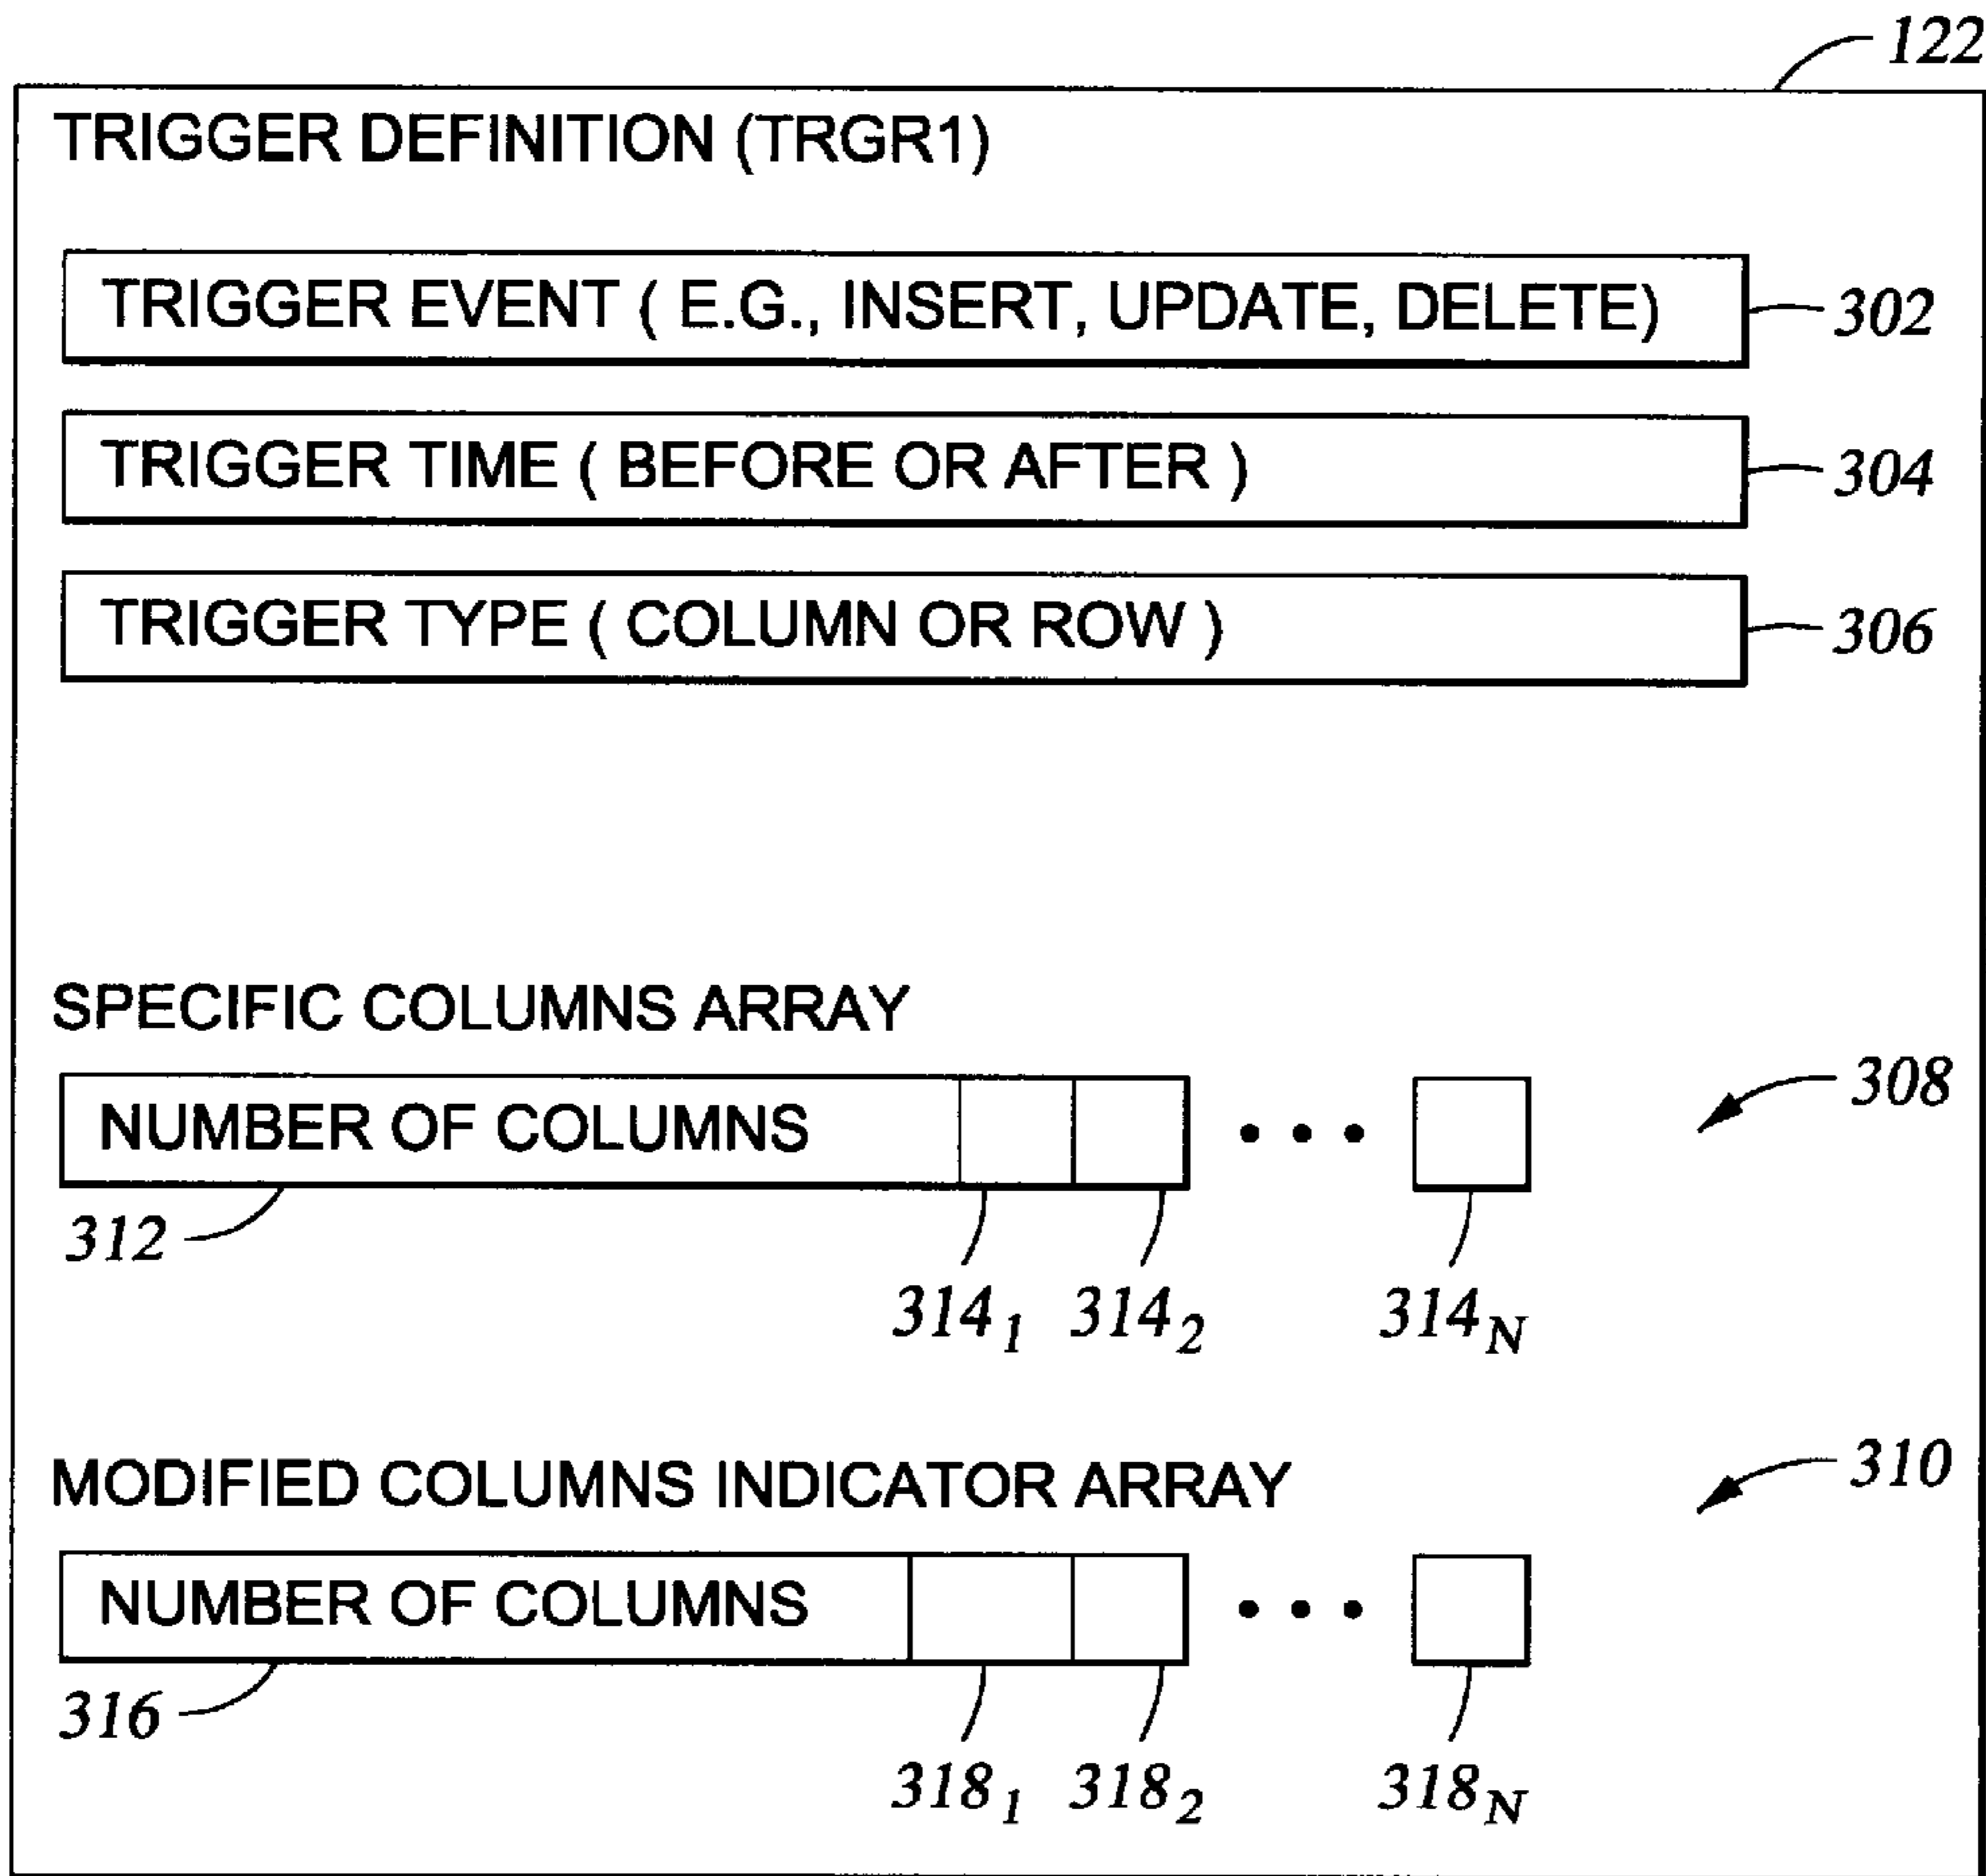 122
TRIGGER DEFINITION (TRGR1)
TRIGGER EVENT ( E.G., INSERT, UPDATE, DELETE)
302
TRIGGER TIME ( BEFORE OR AFTER )
304
TRIGGER TYPE ( COLUMN OR ROW )
306
SPECIFIC COLUMNS ARRAY
308
NUMBER OF COLUMNS
312
314₁ 314₂ 314N
MODIFIED COLUMNS INDICATOR ARRAY
310
NUMBER OF COLUMNS
316
318₁ 318₂ 318N